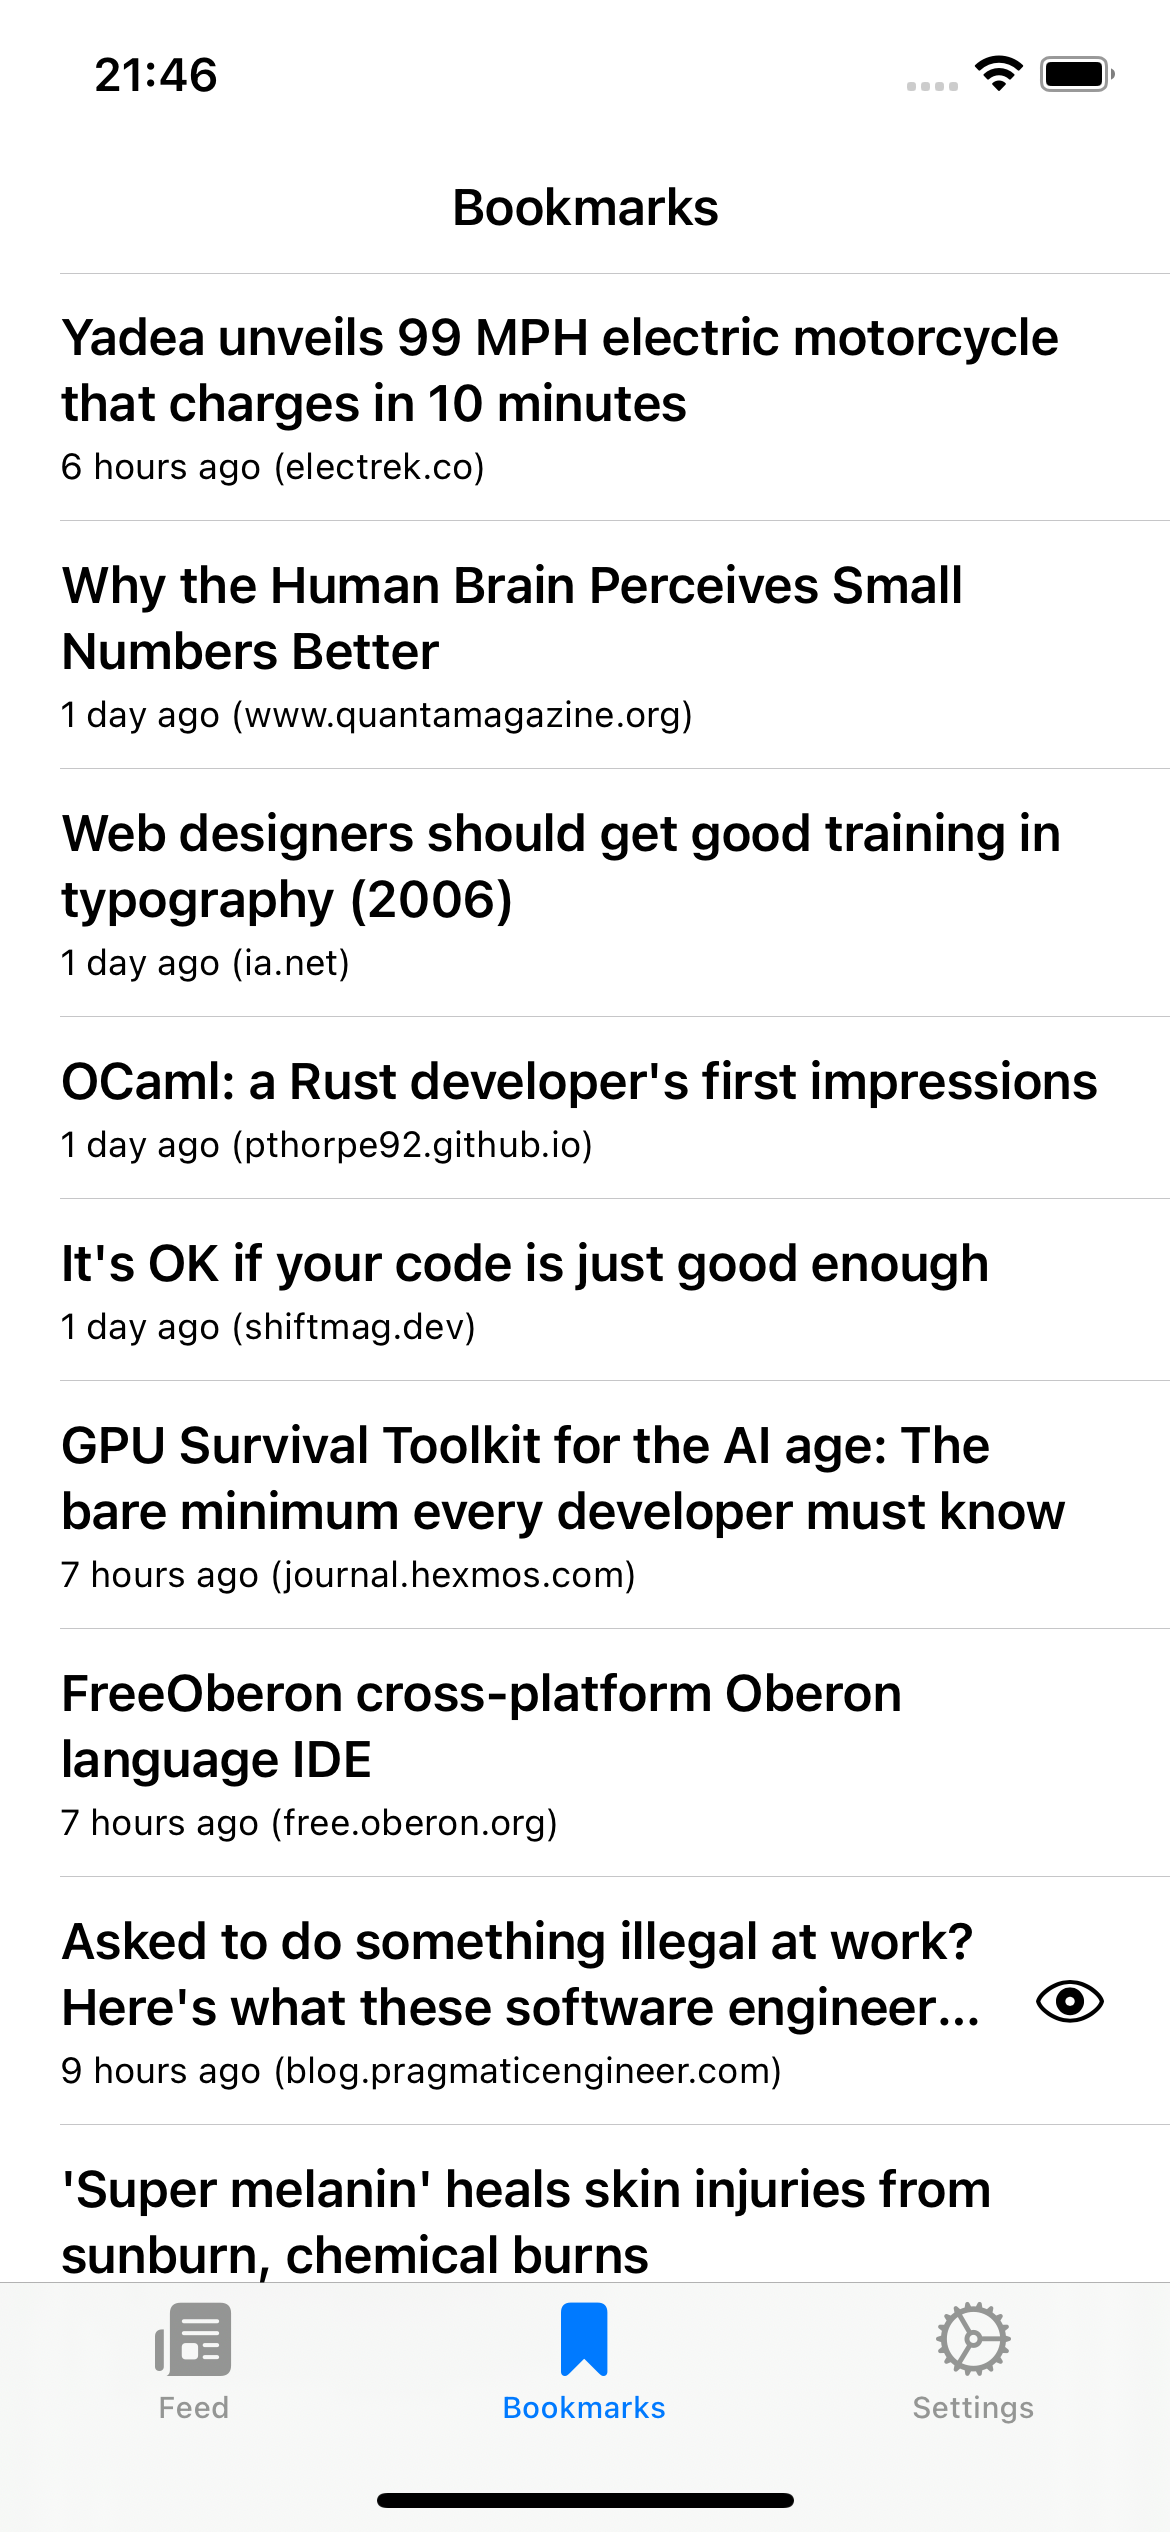 21:46
Bookmarks
Yadea unveils 99 MPH electric motorcycle
that charges in 10 minutes
6 hours ago (electrek.co)
Why the Human Brain Perceives Small
Numbers Better
1 day ago (www.quantamagazine.org)
Web designers should get good training in
typography (2006)
1 day ago (ia.net)
OCaml: a Rust developer's first impressions
1 day ago (pthorpe92.github.io)
It's OK if your code is just good enough
1 day ago (shiftmag.dev)
GPU Survival Toolkit for the AI age: The
bare minimum every developer must know
7 hours ago (journal.hexmos.com)
FreeOberon cross-platform Oberon
language IDE
7 hours ago (free.oberon.org)
Asked to do something illegal at work?
Here's what these software engineer...
9 hours ago (blog.pragmaticengineer.com)
'Super melanin' heals skin injuries from
sunburn, chemical burns
Feed
Bookmarks
Settings